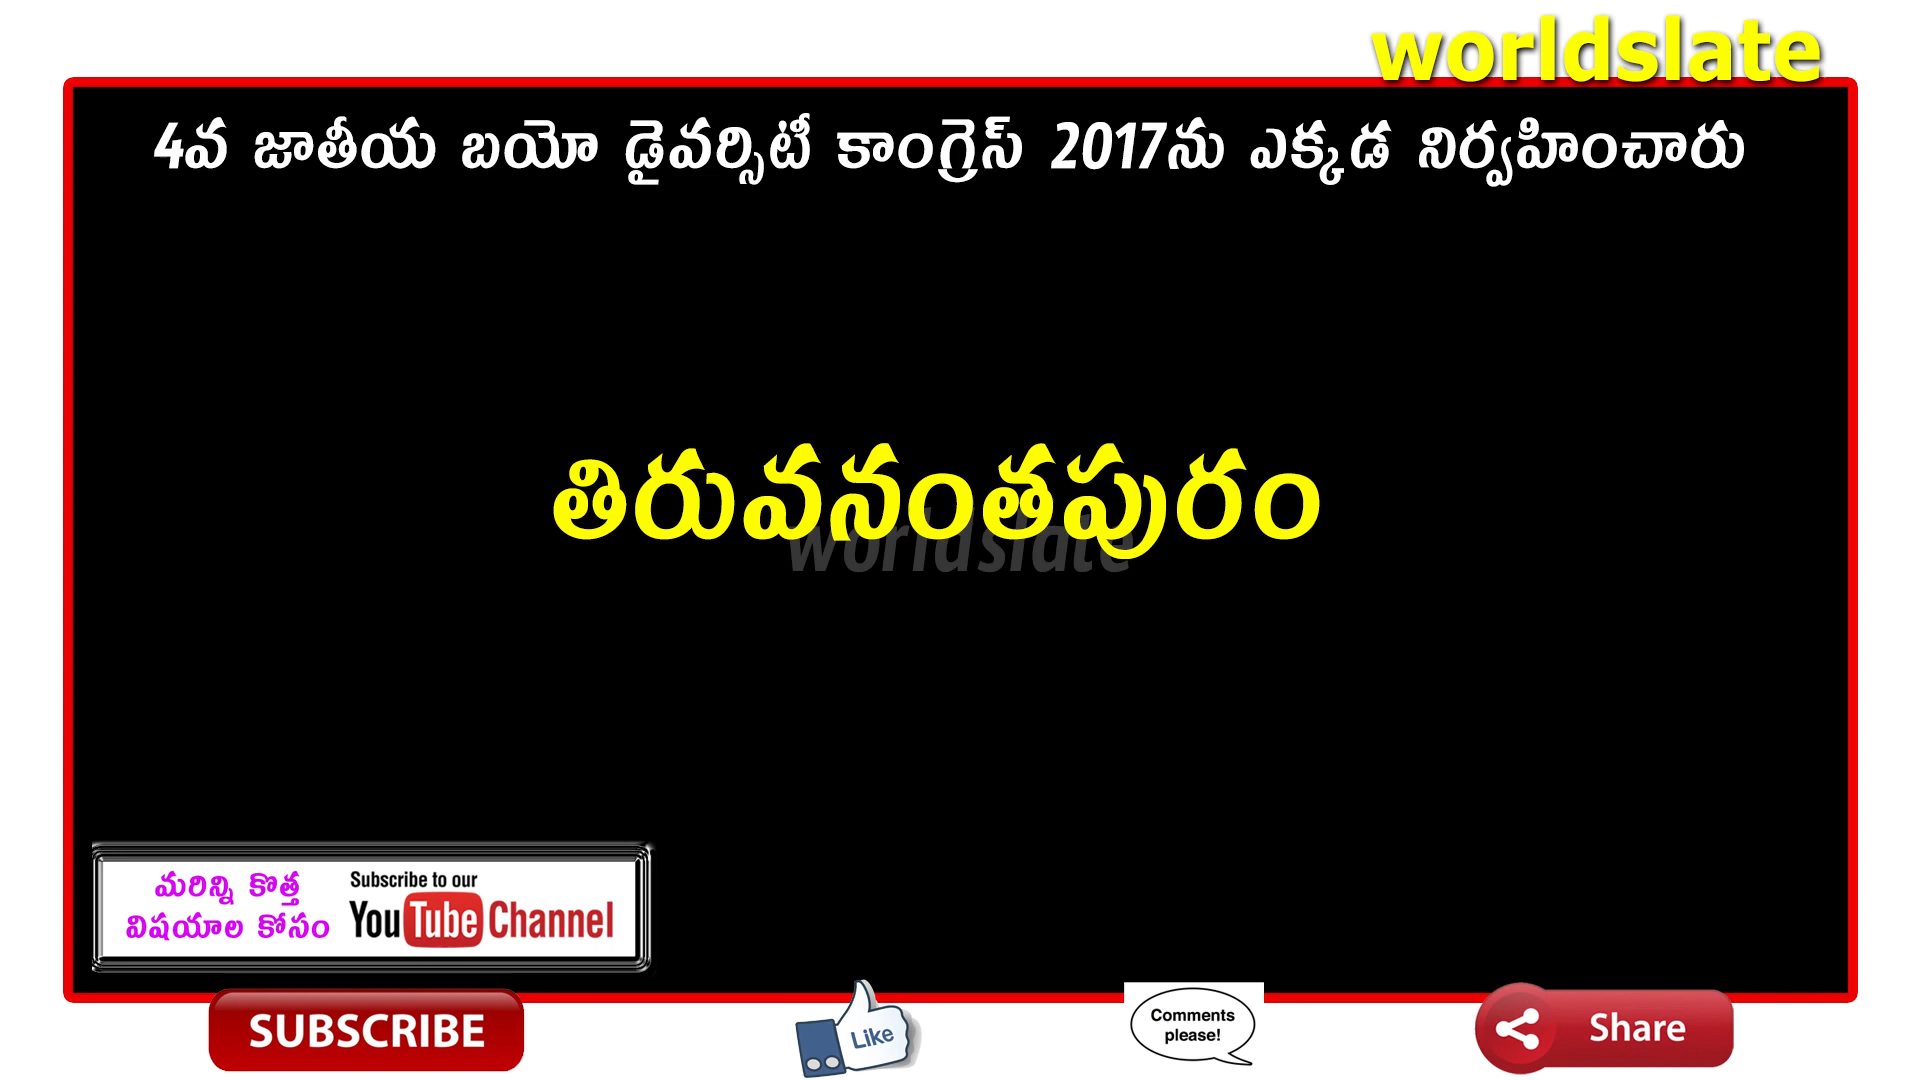 worldslate
4వ జాతీయ బయో డైవర్సిటీ కాంగ్రెస్ 2017ను ఎక్కడ నిర్వహించారు
తిరువనంతపురం
worldslate
మరిన్ని కొత్త
విషయాల కోసం
Subscribe to our
YouTube Channel
SUBSCRIBE
Like
Comments
please!
Share